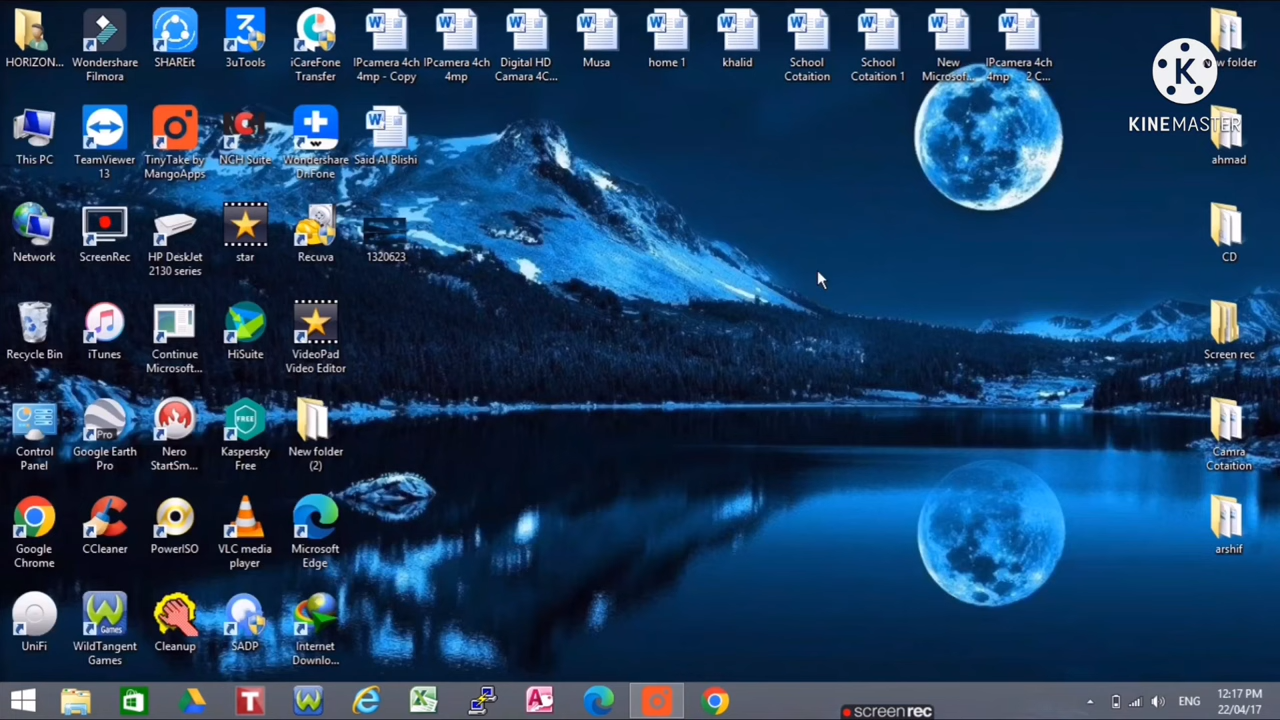 HORIZON...
Wondershare
Filmora
SHAREit
3uTools
iCareFone
Transfer
IPcamera 4ch
4mp - Copy
IPcamera 4ch
4mp
Digital HD
Camara 4C...
Musa
home 1
khalid
School
Cotaition
School
Cotaition 1
New
Microsof...
IPcamera 4ch
4mp - 2 C...
New folder
K
KINEMASTER
This PC
TeamViewer
13
TinyTake by
MangoApps
NCH
NCH Suite
Wondershare
Dr.Fone
Said Al Blishi
ahmad
Network
ScreenRec
HP DeskJet
2130 series
star
Recuva
1320623
CD
Recycle Bin
iTunes
Continue
Microsoft...
HiSuite
VideoPad
Video Editor
Screen rec
Control
Panel
Pro
Google Earth
Pro
Nero
StartSm...
FREE
Kaspersky
Free
New folder
(2)
Camra
Cotaition
Google
Chrome
CCleaner
PowerISO
VLC media
player
Microsoft
Edge
arshif
UniFi
Games
WildTangent
Games
Cleanup
SADP
Internet
Downlo...
screenrec
ENG
12:17 PM
22/04/17